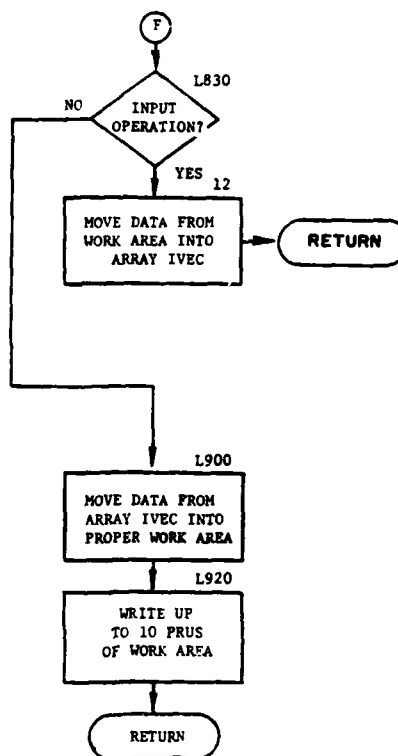 F
L830
NO
INPUT
OPERATION?
YES
12
MOVE DATA FROM
WORK AREA INTO
ARRAY IVEC
RETURN
L900
MOVE DATA FROM
ARRAY IVEC INTO
PROPER WORK AREA
L920
WRITE UP
TO 10 PRUS
OF WORK AREA
RETURN